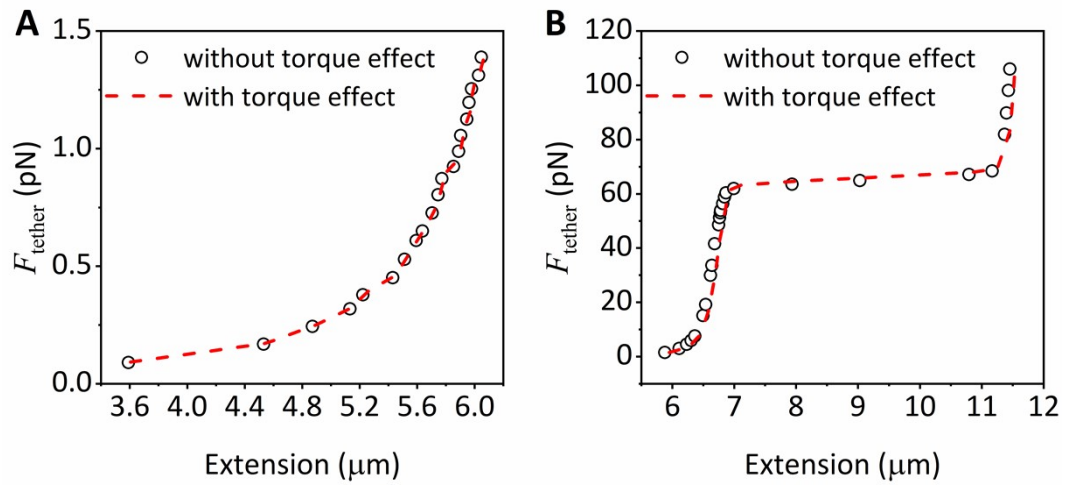 A
B
without torque effect
with torque effect
F tether (pN)
1.5
1.0
0.5
0.0
3.6 4.0 4.4 4.8 5.2 5.6 6.0
Extension (μm)
without torque effect
with torque effect
F tether (pN)
120
100
80
60
40
20
0
6 7 8 9 10 11 12
Extension (μm)